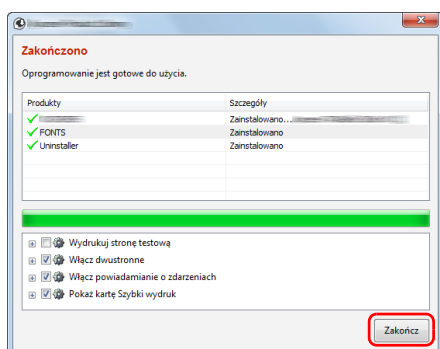 Zakończono
Oprogramowanie jest gotowe do użycia.
Produkty Szczegóły
Zainstalowano...
FONTS Zainstalowano
Uninstaller Zainstalowano
Wydrukuj stronę testową
Włącz dwustronne
Włącz powiadamianie o zdarzeniach
Pokaż kartę Szybki wydruk
Zakończ